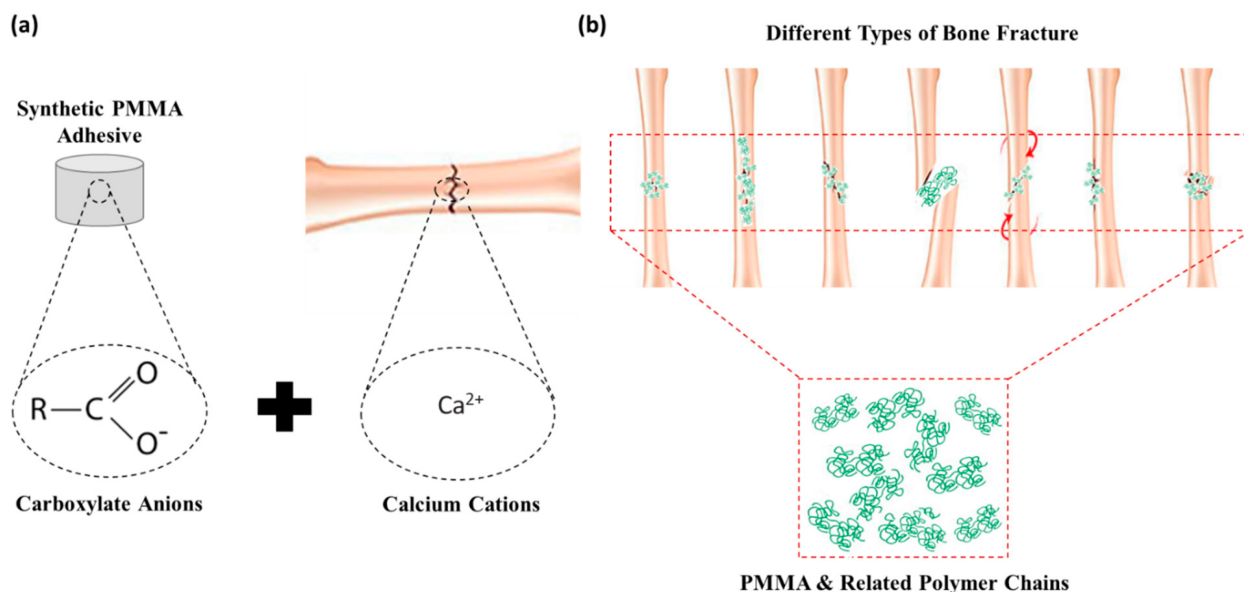 (a)
Synthetic PMMA
Adhesive
R—C
O
O⁻
Carboxylate Anions
Ca²⁺
Calcium Cations
(b)
Different Types of Bone Fracture
PMMA & Related Polymer Chains